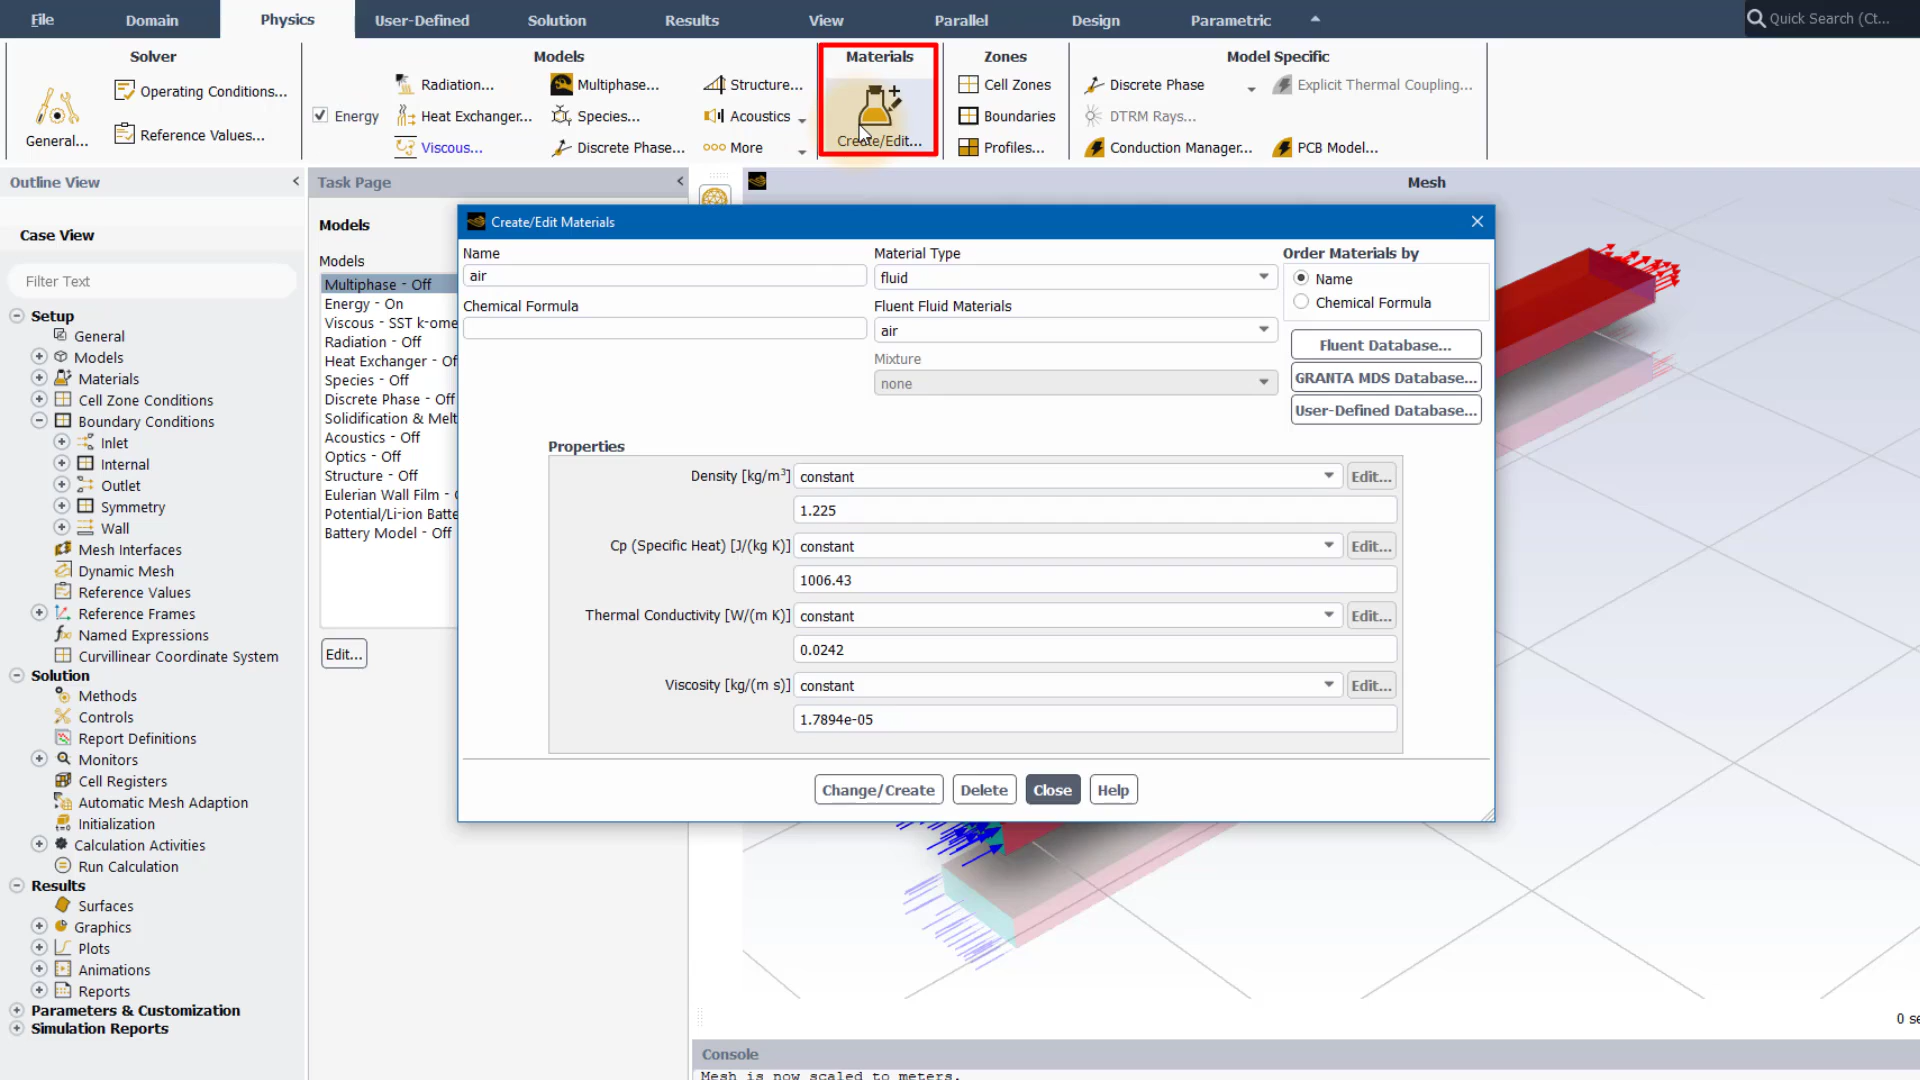 File
Domain
Physics
User-Defined
Solution
Results
View
Parallel
Design
Parametric
Quick Search (Ct...
Solver
Models
Materials
Zones
Model Specific
General...
Operating Conditions...
Reference Values...
Energy
Radiation...
Heat Exchanger...
Viscous...
Multiphase...
Species...
Discrete Phase...
Structure...
Acoustics
More
Create/Edit...
Cell Zones
Boundaries
Profiles...
Discrete Phase
DTRM Rays...
Conduction Manager...
Explicit Thermal Coupling...
PCB Model...
Outline View
Case View
Filter Text
Setup
General
Models
Materials
Cell Zone Conditions
Boundary Conditions
Inlet
Internal
Outlet
Symmetry
Wall
Mesh Interfaces
Dynamic Mesh
Reference Values
Reference Frames
Named Expressions
Curvillinear Coordinate System
Solution
Methods
Controls
Report Definitions
Monitors
Cell Registers
Automatic Mesh Adaption
Initialization
Calculation Activities
Run Calculation
Results
Surfaces
Graphics
Plots
Animations
Reports
Parameters & Customization
Simulation Reports
Task Page
Models
Models
Multiphase - Off
Energy - On
Viscous - SST k-ome
Radiation - Off
Heat Exchanger - Of
Species - Off
Discrete Phase - Off
Solidification & Melt
Acoustics - Off
Optics - Off
Structure - Off
Eulerian Wall Film -
Potential/Li-ion Batte
Battery Model - Off
Edit...
Mesh
Create/Edit Materials
Name
air
Chemical Formula
Material Type
fluid
Fluent Fluid Materials
air
Mixture
none
Order Materials by
Name
Chemical Formula
Fluent Database...
GRANTA MDS Database...
User-Defined Database...
Properties
Density [kg/m³] constant Edit...
1.225
Cp (Specific Heat) [J/(kg K)] constant Edit...
1006.43
Thermal Conductivity [W/(m K)] constant Edit...
0.0242
Viscosity [kg/(m s)] constant Edit...
1.7894e-05
Change/Create
Delete
Close
Help
0 se
Console
Mesh is now scaled to meters.